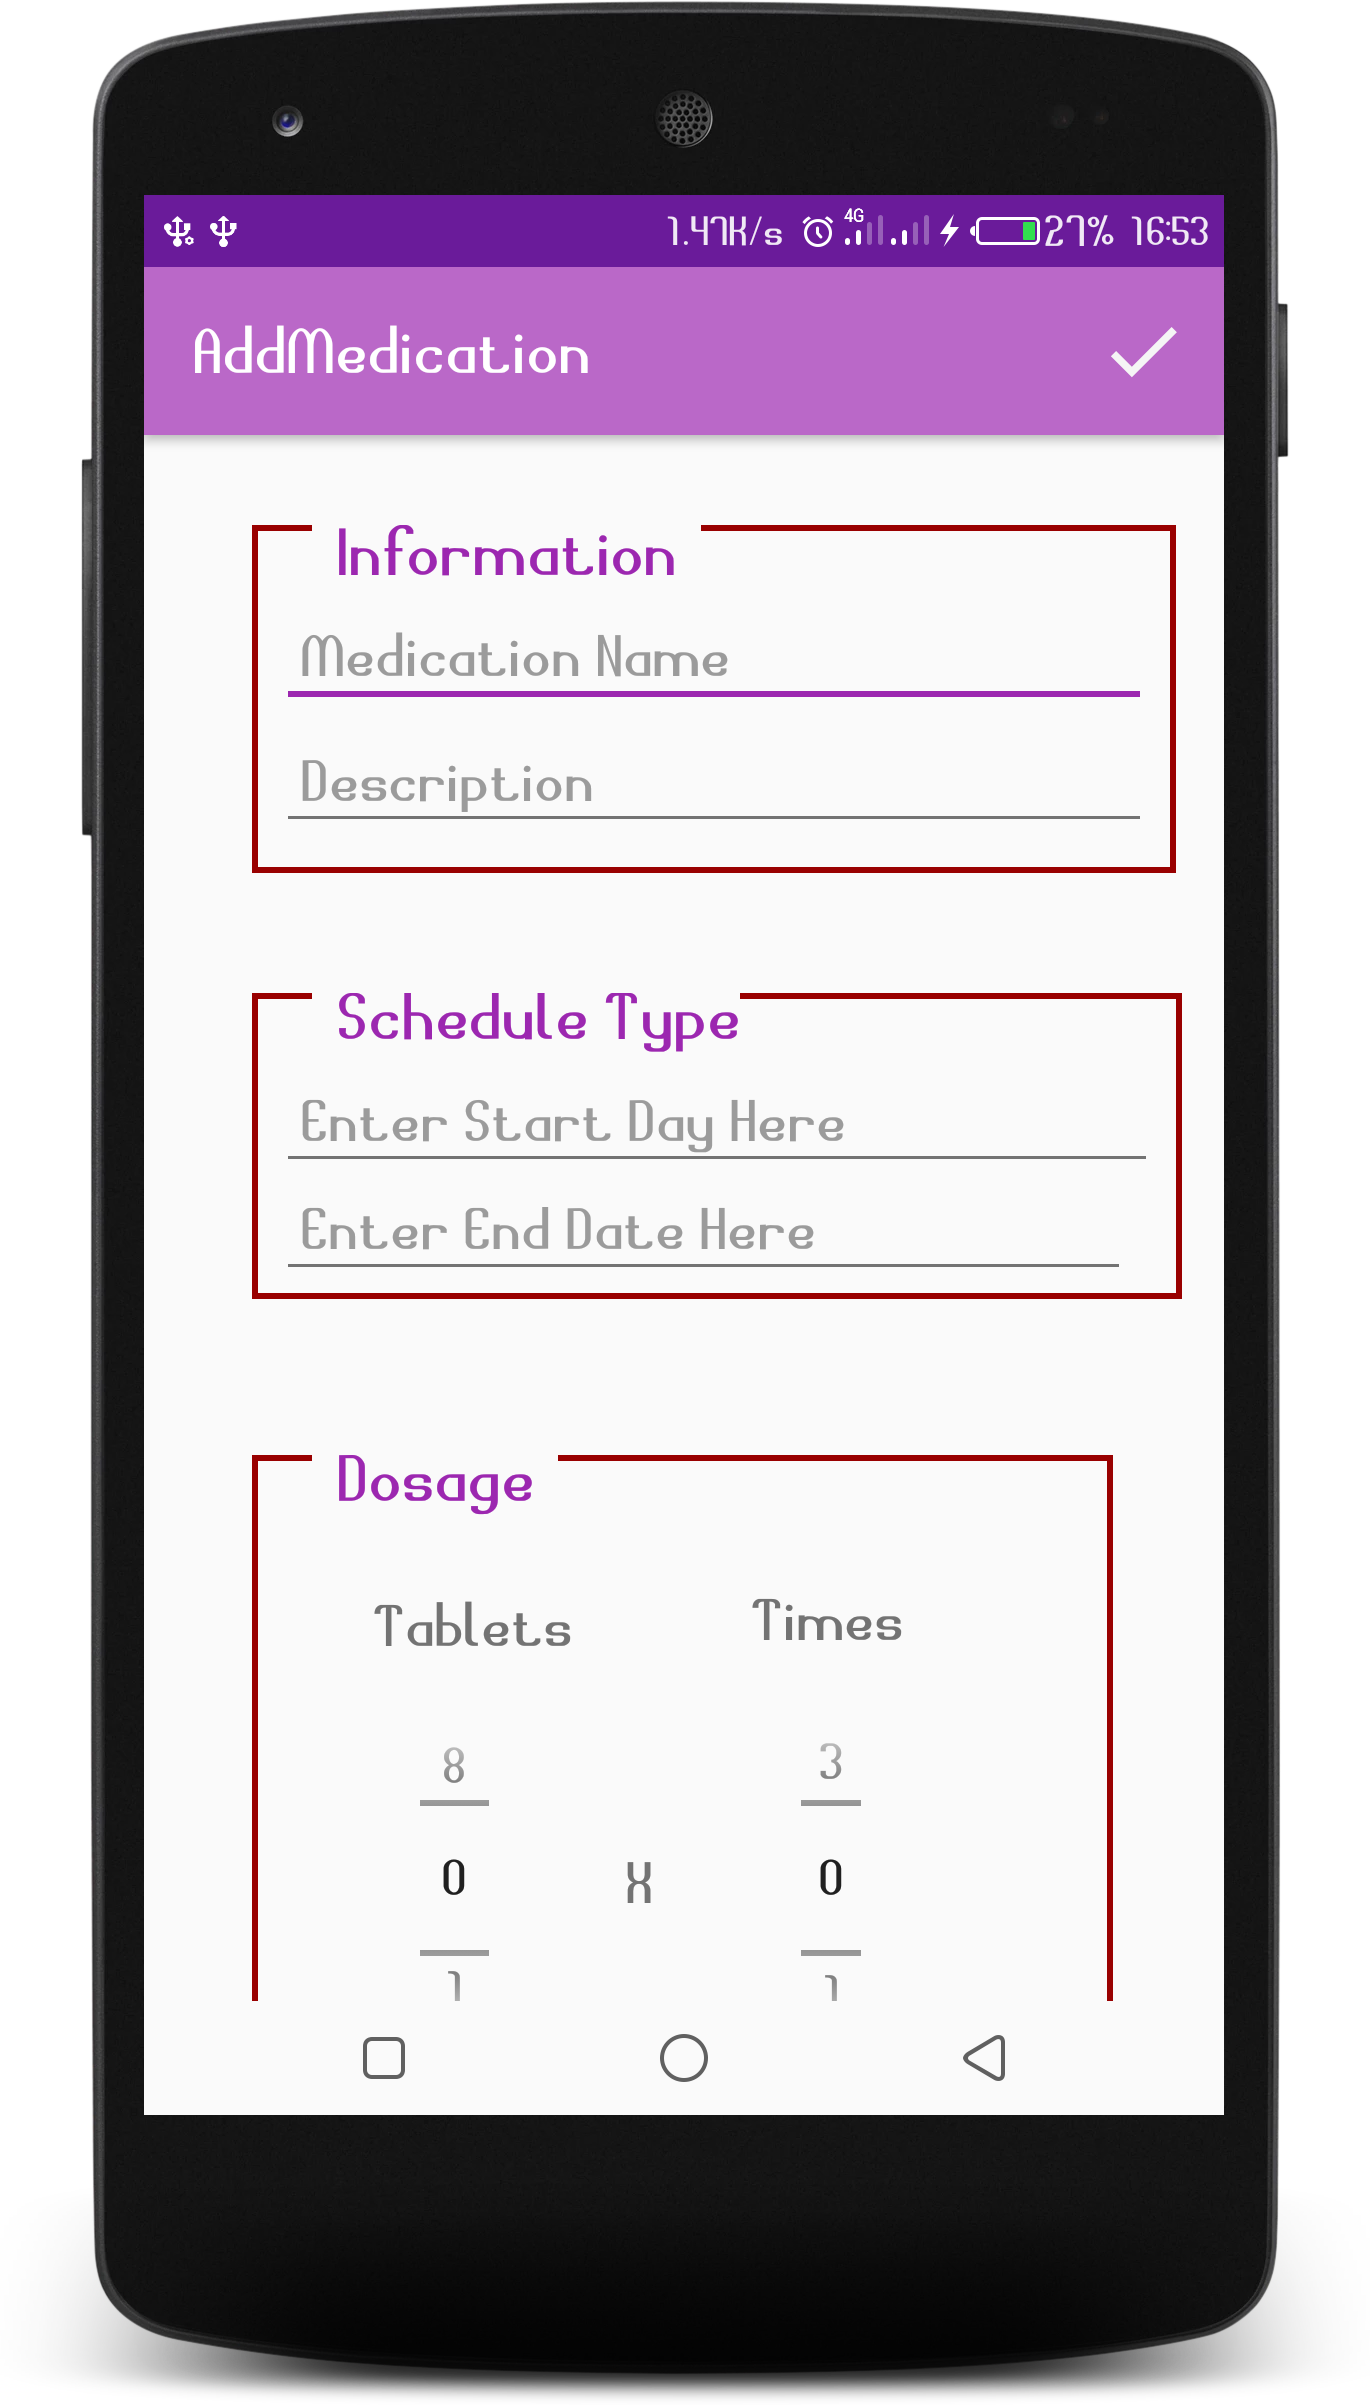 1.47K/s 4G 27% 16:53
AddMedication
Information
Medication Name
Description
Schedule Type
Enter Start Day Here
Enter End Date Here
Dosage
Tablets Times
8 3
0 X 0
1 1